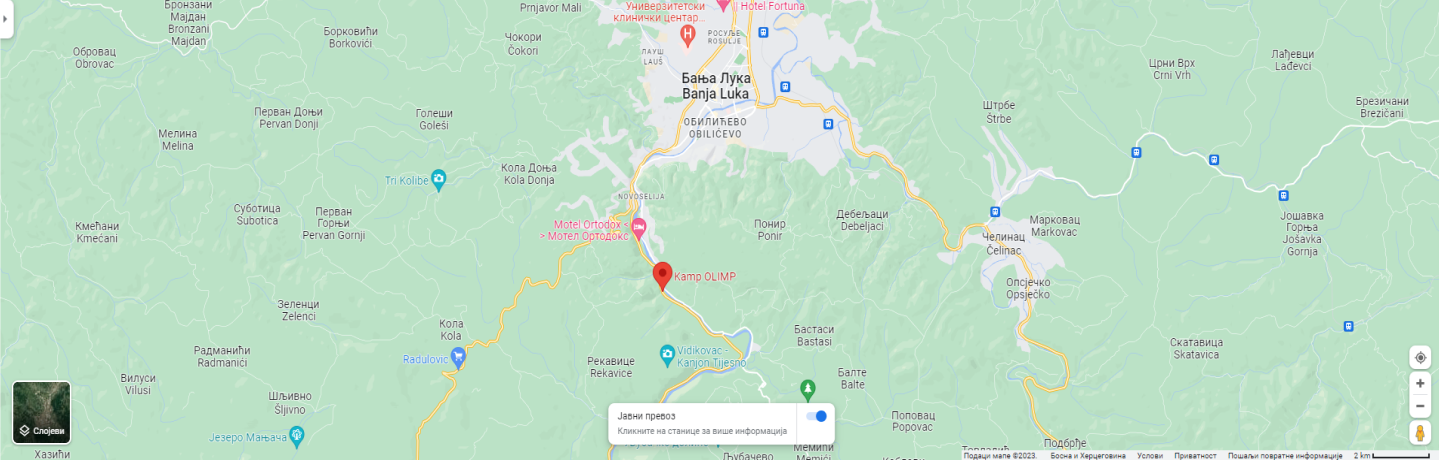 Бронзани
Мајдан
Bronzani
Majdan
Prnjavor Mali
Универзитетски
клинички центар...
|| Hotel Fortuna
Борковићи
Borkovići
Чокори
Čokori
РОСУЉЕ
ROSULJE
Обровац
Obrovac
ЛАУШ
LAUŠ
Лађевци
Lađevci
Црни Врх
Crni Vrh
Бања Лука
Banja Luka
Брезичани
Brezičani
Перван Доњи
Pervan Donji
Голеши
Goleši
Штрбе
Štrbe
ОБИЛИЋЕВО
OBILIĆEVO
Мелина
Melina
Кола Доња
Kola Donja
Tri Kolibe
НОVОSELIJA
Суботица
Subotica
Перван
Горњи
Pervan Gornji
Кмећани
Kmećani
Motel Ortodox <
> Мотел Ортодокс
Понир
Ponir
Дебељаци
Debeljaci
Марковац
Markovac
Јошавка
Горња
Јošavka
Gornja
Челинац
Čelinac
Kamp OLIMP
Опсјечко
Opsječko
Зеленци
Zelenci
Кола
Kola
Бастаси
Bastasi
Радманићи
Radmanići
Radulovic
Рекавице
Rekavice
Vidikovac -
Kanjon Tijesno
Скатавица
Skatavica
Вилуси
Vilusi
Балте
Balte
Шљивно
Šljivno
Слојеви
Јавни превоз
Кликните на станице за више информација
Поповац
Popovac
Језеро Мањача
Подбрђе
Хазићи
Љубачево
Мемићи
Memići
Подаци мапе ©2023.
Босна и Херцеговина
Услови
Приватност
Пошаљи повратне информације
2 km